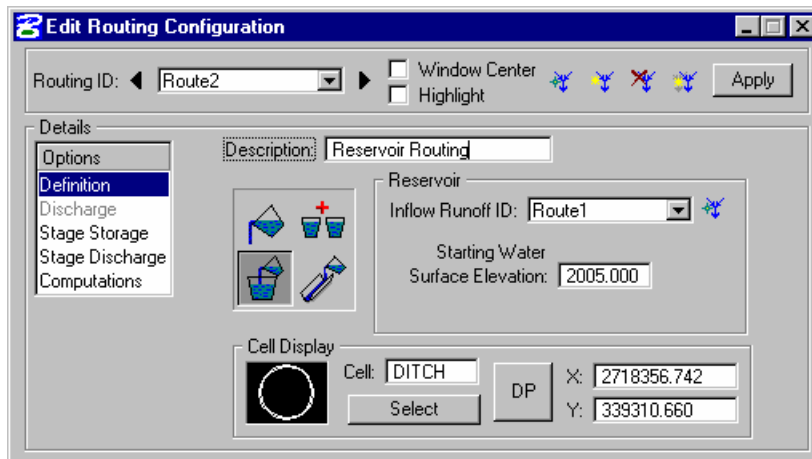 Edit Routing Configuration
Routing ID: Route2
Window Center
Highlight
Apply
Details
Options
Definition
Discharge
Stage Storage
Stage Discharge
Computations
Description: Reservoir Routing
Reservoir
Inflow Runoff ID: Route1
Starting Water
Surface Elevation: 2005.000
Cell Display
Cell: DITCH
Select
DP
X: 2718356.742
Y: 339310.660